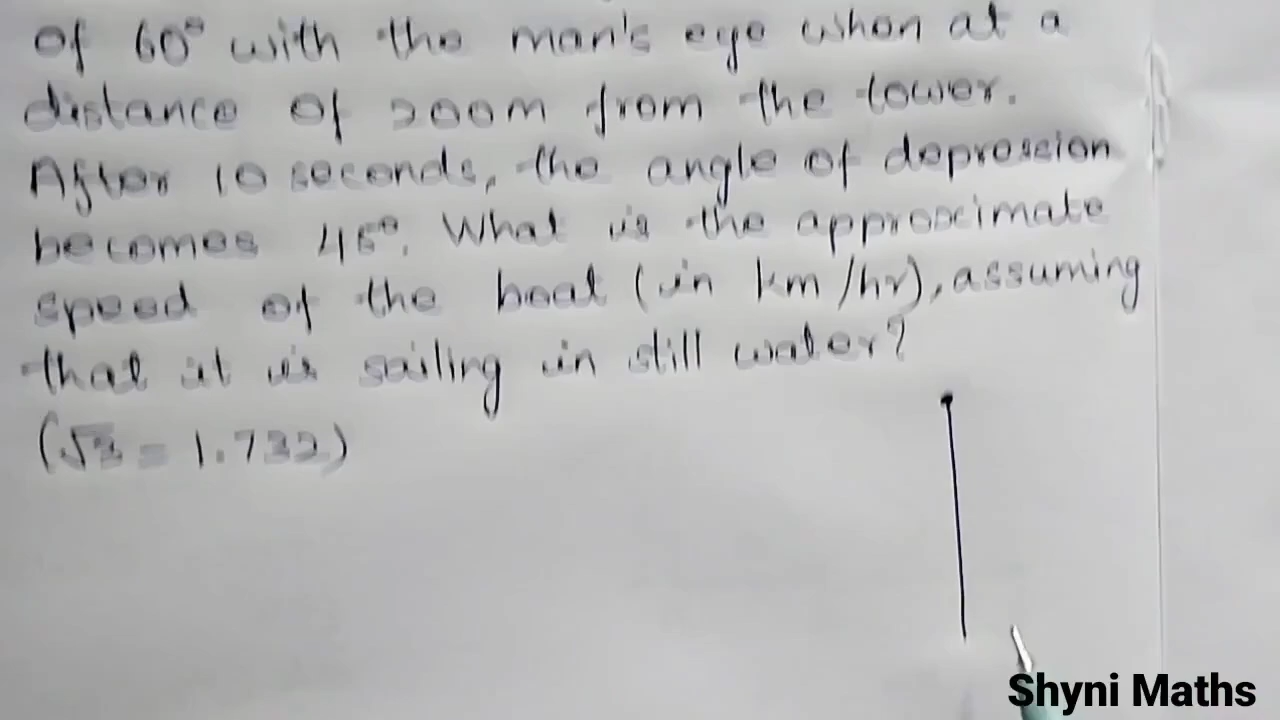 of 60° with the man's eye when at a
distance of 200m from the tower.
After 10 seconds, the angle of depression
becomes 45°. What is the approximate
speed of the boat (in km/hr), assuming
that it is sailing in still water?
(√3 = 1.732)
Shyni Maths